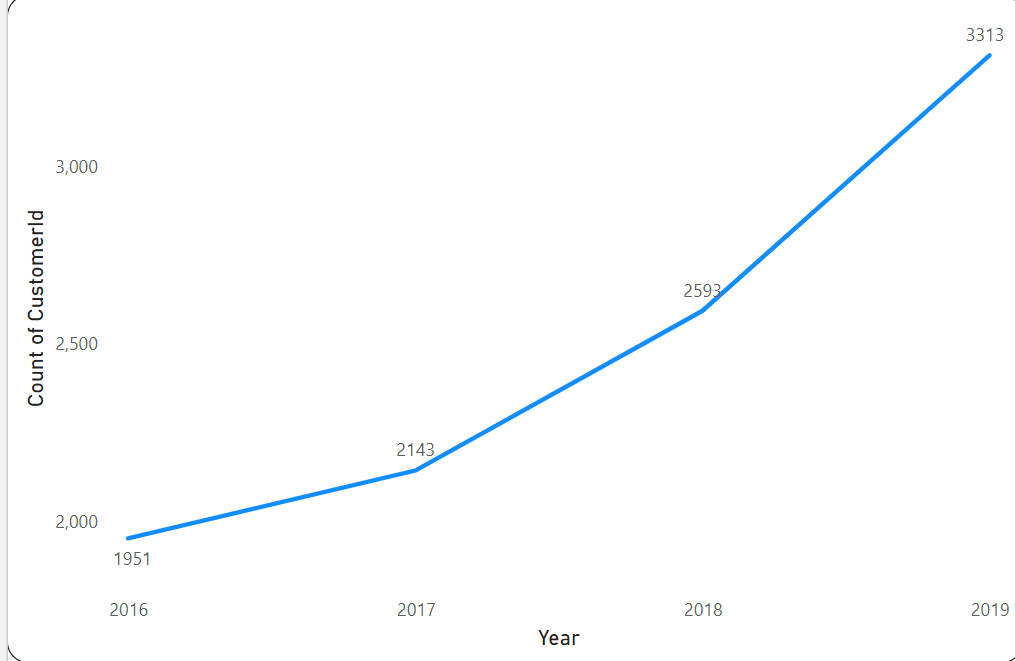 3313
3,000
Count of CustomerId
2593
2,500
2143
2,000
1951
2016 2017 2018 2019
Year